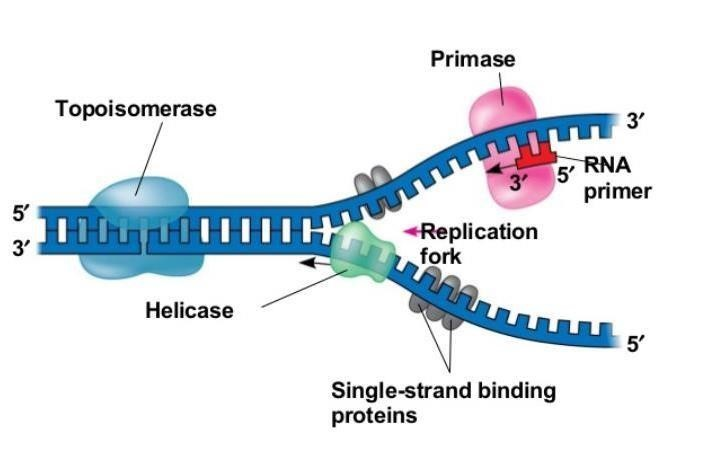 Primase
Topoisomerase
3′
RNA
primer
5′
3′
5′
3′
Replication
fork
Helicase
5′
Single-strand binding
proteins